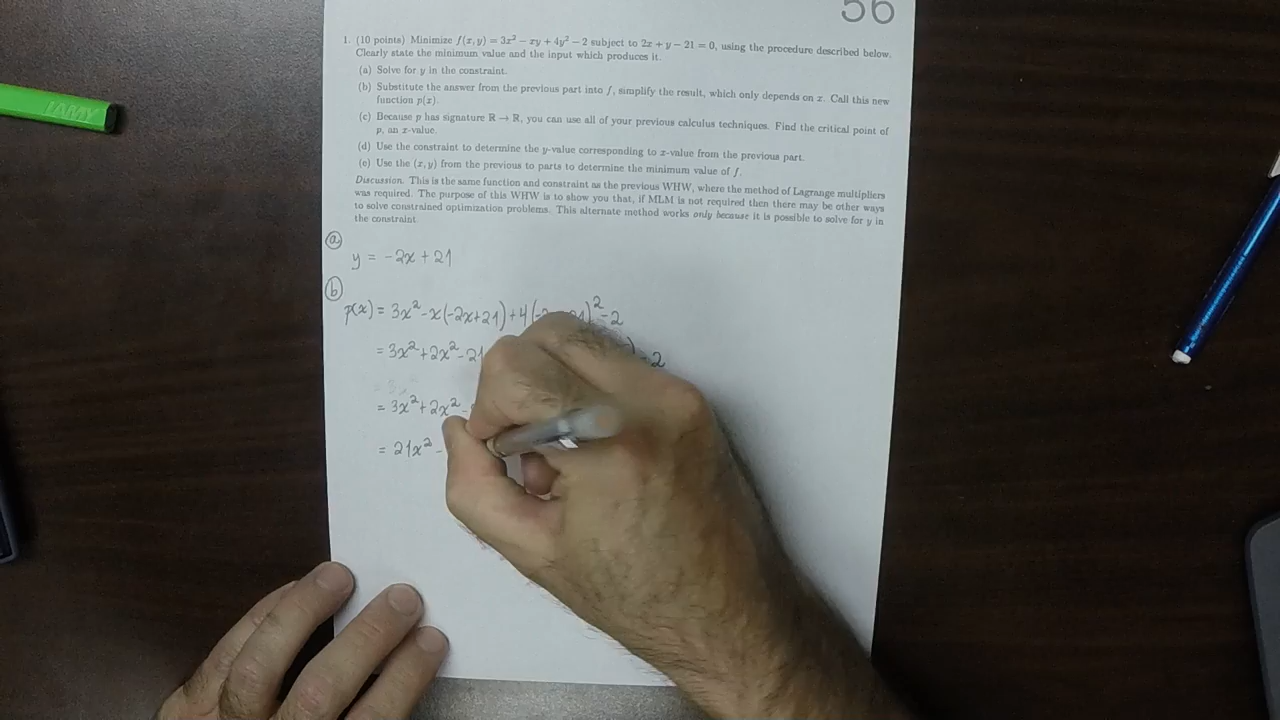 56
1. (10 points) Minimize f(x, y) = 3x² − xy + 4y² − 2 subject to 2x + y − 21 = 0, using the procedure described below.
Clearly state the minimum value and the input which produces it.
(a) Solve for y in the constraint.
(b) Substitute the answer from the previous part into f, simplify the result, which only depends on x. Call this new
function p(x).
(c) Because p has signature ℝ → ℝ, you can use all of your previous calculus techniques. Find the critical point of
p, an x-value.
(d) Use the constraint to determine the y-value corresponding to x-value from the previous part.
(e) Use the (x, y) from the previous to parts to determine the minimum value of f.
Discussion. This is the same function and constraint as the previous WHW, where the method of Lagrange multipliers
was required. The purpose of this WHW is to show you that, if MLM is not required then there may be other ways
to solve constrained optimization problems. This alternate method works only because it is possible to solve for y in
the constraint.
LAMY
(a)
y = -2x + 21
(b)
p(x) = 3x² - x(-2x+21) + 4(-2 )² - 2
= 3x² + 2x² - 21 ) - 2
= 3x² + 2x² -
= 21x² -